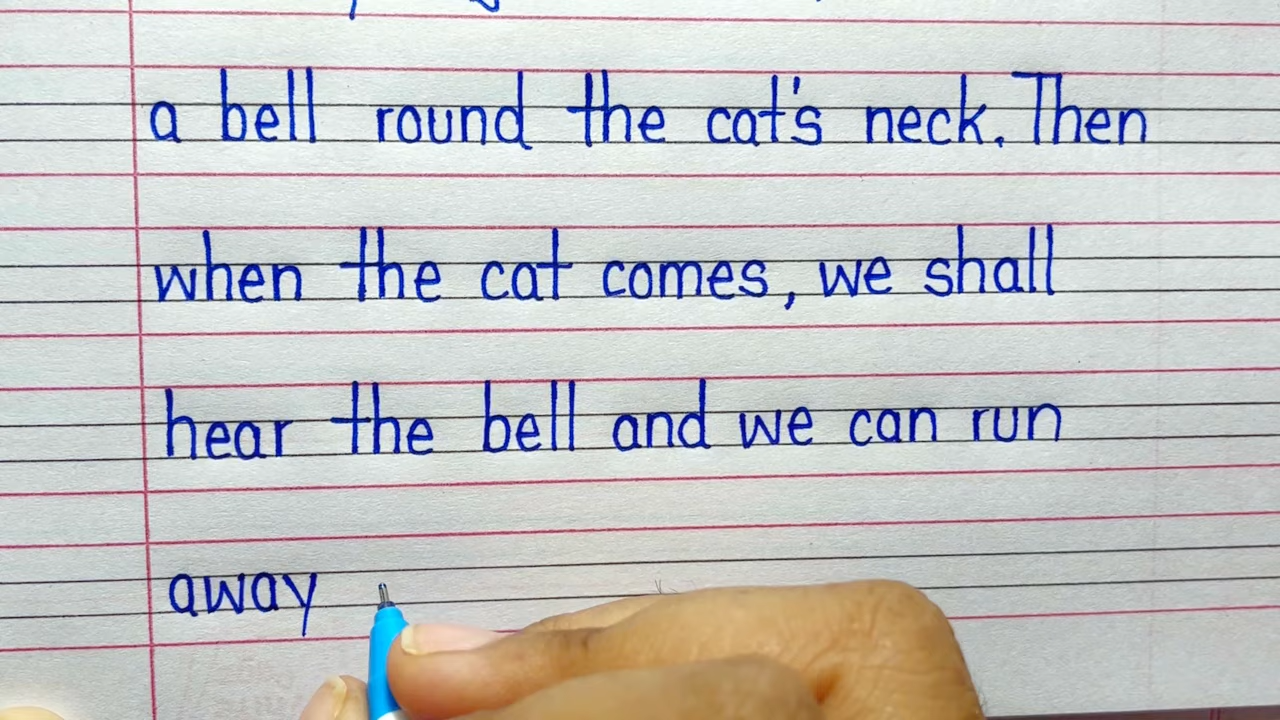 a bell round the cat's neck. Then
when the cat comes, we shall
hear the bell and we can run
away